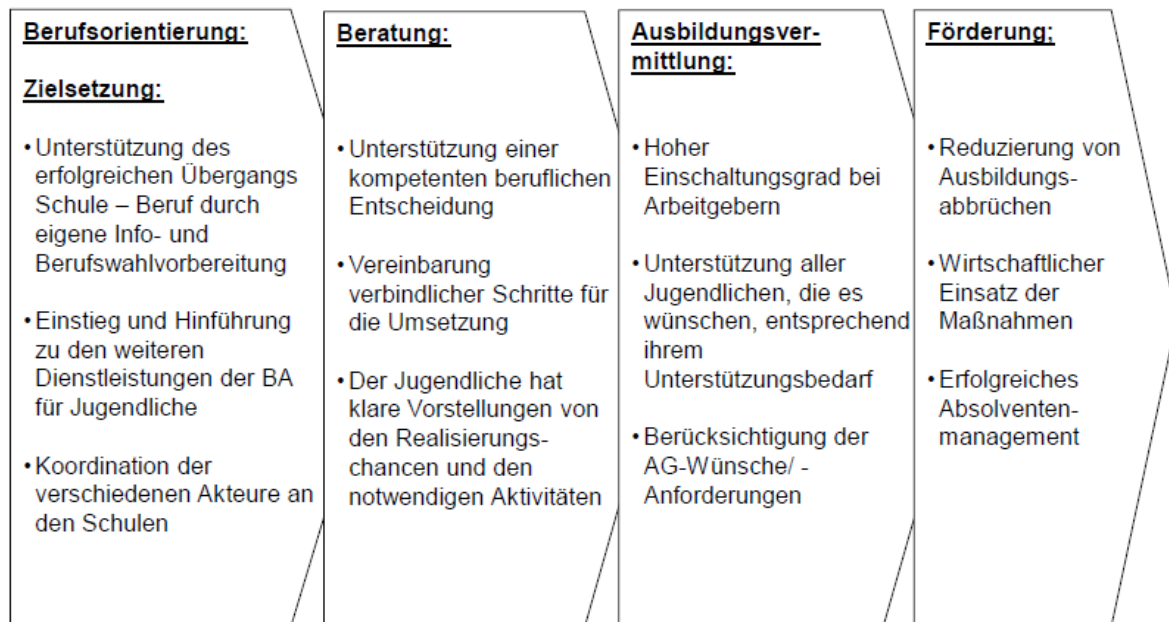 Berufsorientierung:
Zielsetzung:
• Unterstützung des
erfolgreichen Übergangs
Schule – Beruf durch
eigene Info- und
Berufswahlvorbereitung
• Einstieg und Hinführung
zu den weiteren
Dienstleistungen der BA
für Jugendliche
• Koordination der
verschiedenen Akteure an
den Schulen
Beratung:
• Unterstützung einer
kompetenten beruflichen
Entscheidung
• Vereinbarung
verbindlicher Schritte für
die Umsetzung
• Der Jugendliche hat
klare Vorstellungen von
den Realisierungs-
chancen und den
notwendigen Aktivitäten
Ausbildungsver-
mittlung:
• Hoher
Einschaltungsgrad bei
Arbeitgebern
• Unterstützung aller
Jugendlichen, die es
wünschen, entsprechend
ihrem
Unterstützungsbedarf
• Berücksichtigung der
AG-Wünsche/ -
Anforderungen
Förderung;
• Reduzierung von
Ausbildungs-
abbrüchen
• Wirtschaftlicher
Einsatz der
Maßnahmen
• Erfolgreiches
Absolventen-
management